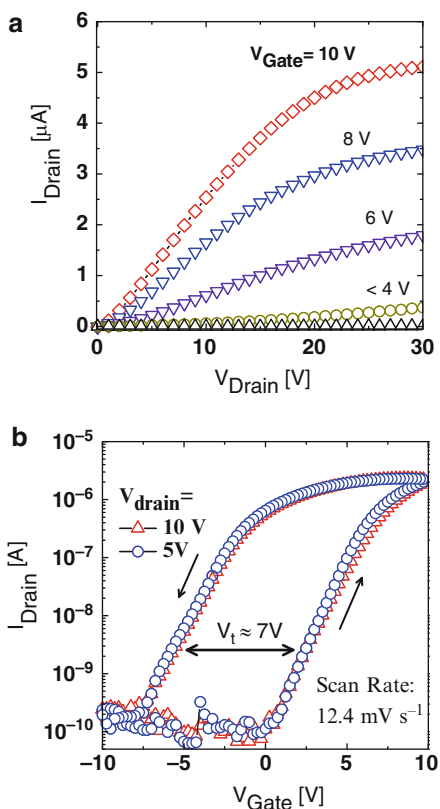 a
V_Gate= 10 V
8 V
6 V
< 4 V
I_Drain [μA]
6
5
4
3
2
1
0
0 10 20 30
V_Drain [V]
b
V_drain=
10 V
5V
V_t ≈ 7V
Scan Rate:
12.4 mV s⁻¹
I_Drain [A]
10⁻⁵
10⁻⁶
10⁻⁷
10⁻⁸
10⁻⁹
10⁻¹⁰
−10 −5 0 5 10
V_Gate [V]